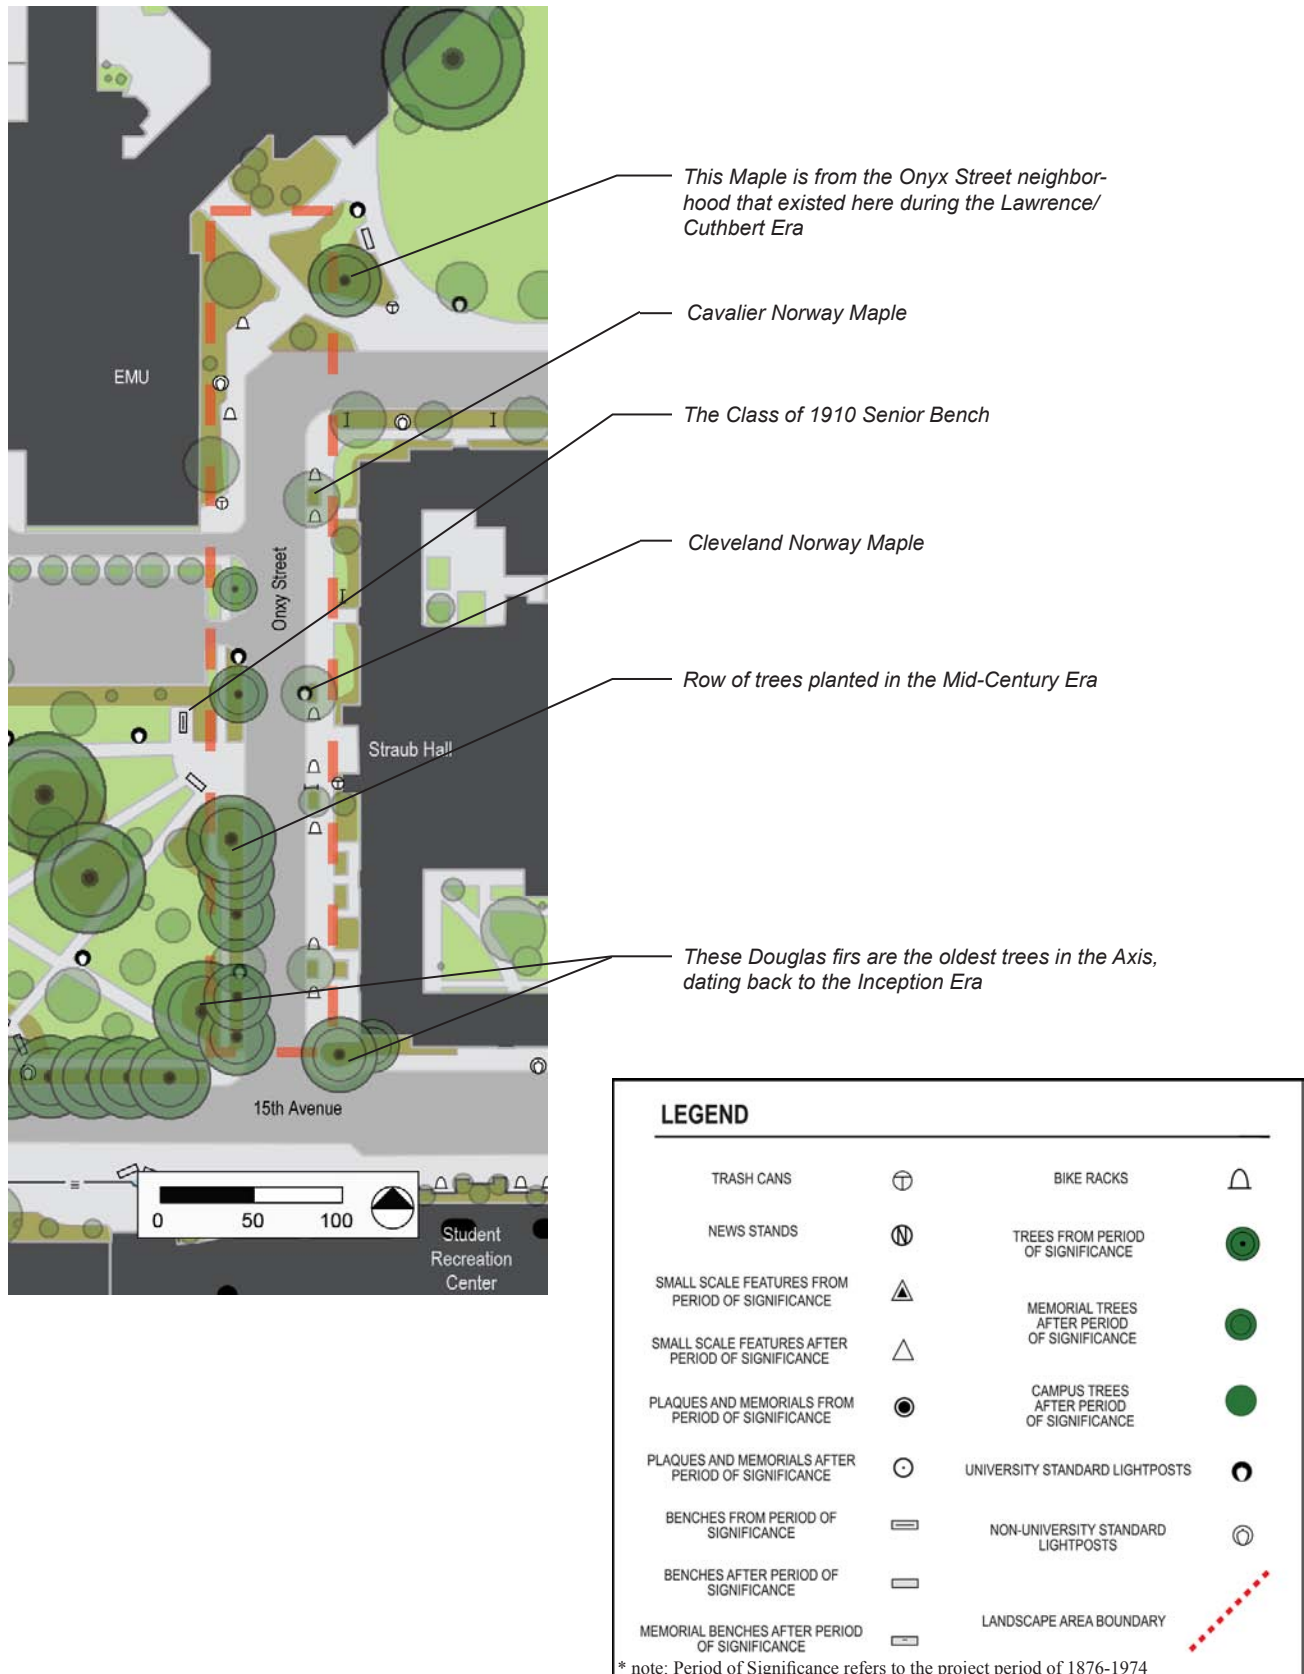 This Maple is from the Onyx Street neighbor-
hood that existed here during the Lawrence/
Cuthbert Era
Cavalier Norway Maple
EMU
The Class of 1910 Senior Bench
Cleveland Norway Maple
Onxy Street
Row of trees planted in the Mid-Century Era
Straub Hall
These Douglas firs are the oldest trees in the Axis,
dating back to the Inception Era
15th Avenue
0 50 100
Student
Recreation
Center
LEGEND
TRASH CANS
NEWS STANDS
SMALL SCALE FEATURES FROM
PERIOD OF SIGNIFICANCE
SMALL SCALE FEATURES AFTER
PERIOD OF SIGNIFICANCE
PLAQUES AND MEMORIALS FROM
PERIOD OF SIGNIFICANCE
PLAQUES AND MEMORIALS AFTER
PERIOD OF SIGNIFICANCE
BENCHES FROM PERIOD OF
SIGNIFICANCE
BENCHES AFTER PERIOD OF
SIGNIFICANCE
MEMORIAL BENCHES AFTER PERIOD
OF SIGNIFICANCE
BIKE RACKS
TREES FROM PERIOD
OF SIGNIFICANCE
MEMORIAL TREES
AFTER PERIOD
OF SIGNIFICANCE
CAMPUS TREES
AFTER PERIOD
OF SIGNIFICANCE
UNIVERSITY STANDARD LIGHTPOSTS
NON-UNIVERSITY STANDARD
LIGHTPOSTS
LANDSCAPE AREA BOUNDARY
* note: Period of Significance refers to the project period of 1876-1974